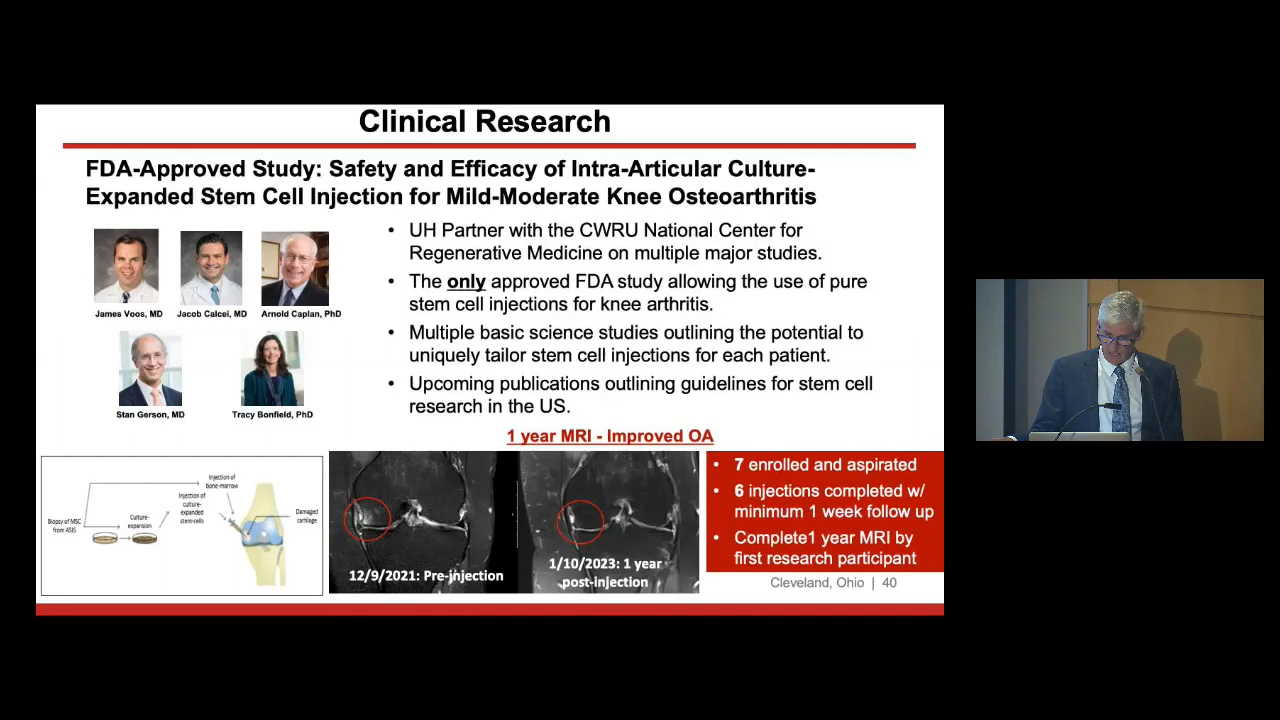 Clinical Research
FDA-Approved Study: Safety and Efficacy of Intra-Articular Culture-
Expanded Stem Cell Injection for Mild-Moderate Knee Osteoarthritis
James Voos, MD
Jacob Calcei, MD
Arnold Caplan, PhD
Stan Gerson, MD
Tracy Bonfield, PhD
• UH Partner with the CWRU National Center for
Regenerative Medicine on multiple major studies.
• The only approved FDA study allowing the use of pure
stem cell injections for knee arthritis.
• Multiple basic science studies outlining the potential to
uniquely tailor stem cell injections for each patient.
• Upcoming publications outlining guidelines for stem cell
research in the US.
1 year MRI - Improved OA
Biopsy of MSC
from ASIS
Culture-
expansion
Injection of
culture-
expanded
stem-cells
Injection of
bone-marrow
Damaged
cartilage
12/9/2021: Pre-injection
1/10/2023: 1 year
post-injection
• 7 enrolled and aspirated
• 6 injections completed w/
minimum 1 week follow up
• Complete1 year MRI by
first research participant
Cleveland, Ohio | 40